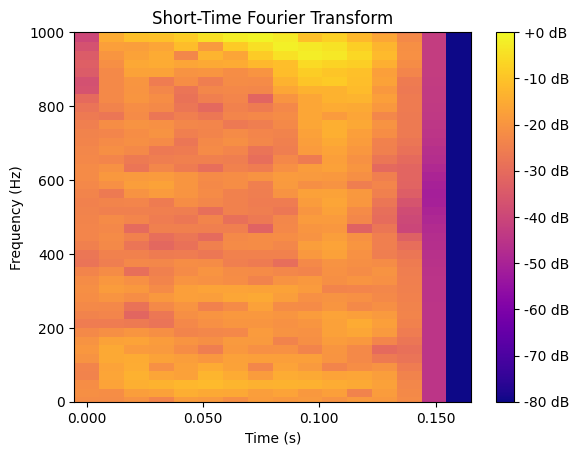 Short-Time Fourier Transform
1000
800
600
400
200
0
Frequency (Hz)
0.000
0.050
0.100
0.150
Time (s)
+0 dB
-10 dB
-20 dB
-30 dB
-40 dB
-50 dB
-60 dB
-70 dB
-80 dB